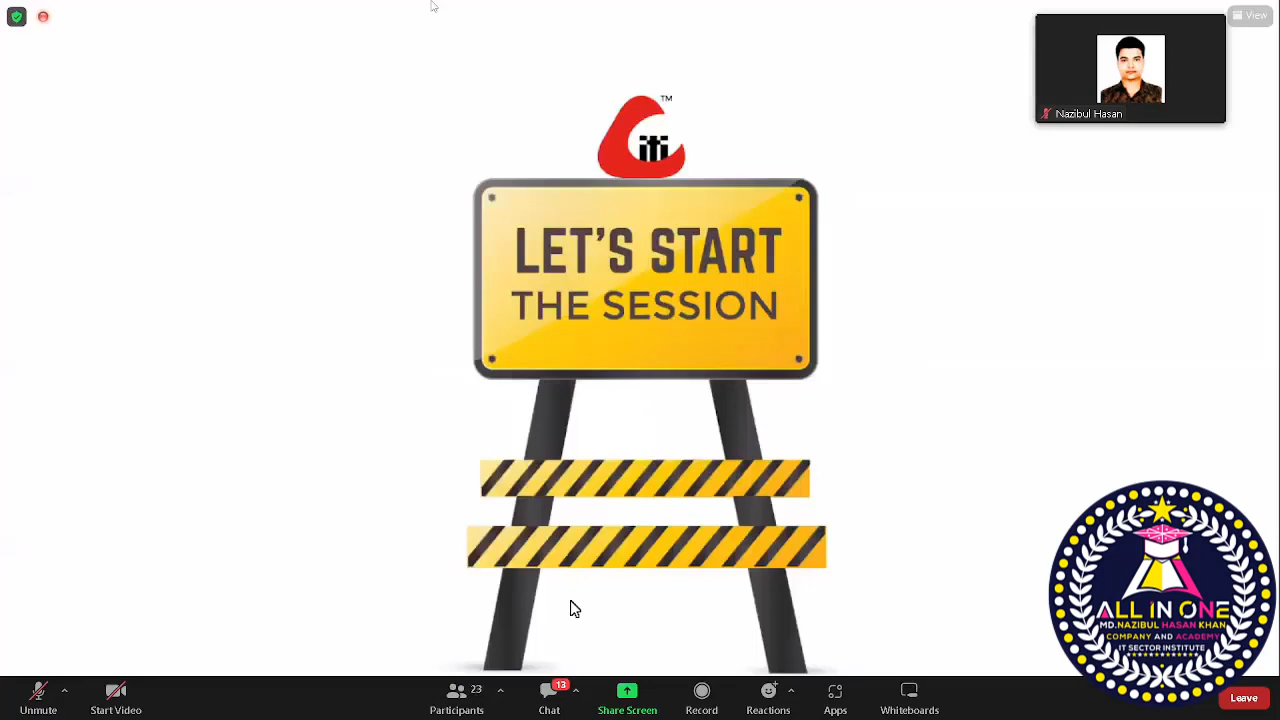 View
Nazibul Hasan
TM
iti
LET'S START
THE SESSION
ALL IN ONE
MD.NAZIBUL HASAN KHAN
COMPANY AND ACADEMY
IT SECTOR INSTITUTE
Unmute
Start Video
Participants
23
Chat
13
Share Screen
Record
Reactions
Apps
Whiteboards
Leave